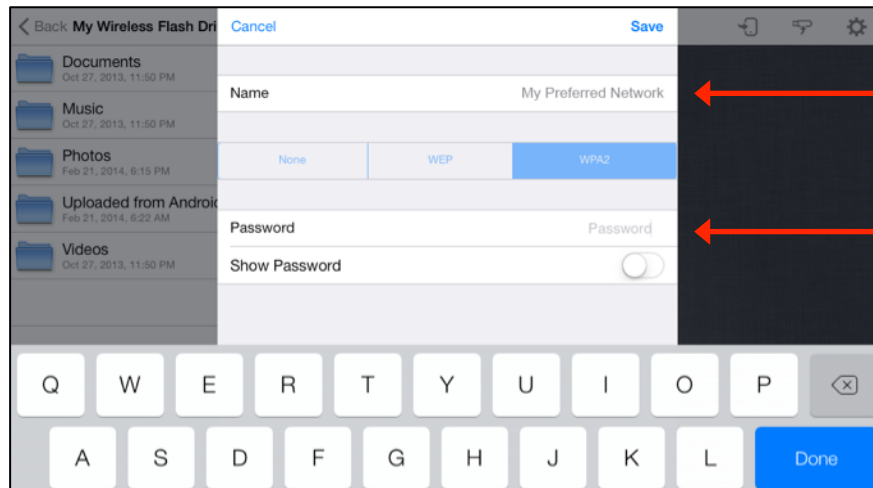 Back My Wireless Flash Dri
Cancel
Save
Documents
Oct 27, 2013, 11:50 PM
Music
Oct 27, 2013, 11:50 PM
Photos
Feb 21, 2014, 6:15 PM
Uploaded from Androi
Feb 21, 2014, 6:22 AM
Videos
Oct 27, 2013, 11:50 PM
Name My Preferred Network
None WEP WPA2
Password Password
Show Password
Q W E R T Y U I O P
A S D F G H J K L Done